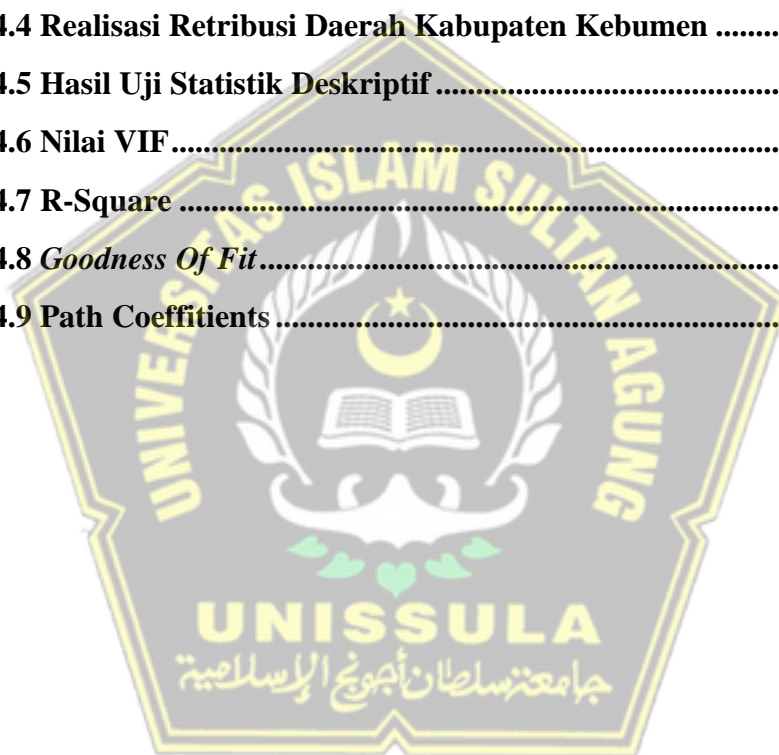 4.4 Realisasi Retribusi Daerah Kabupaten Kebumen ........
4.5 Hasil Uji Statistik Deskriptif ...........................................
4.6 Nilai VIF............................................................................
4.7 R-Square ...........................................................................
4.8 Goodness Of Fit.................................................................
4.9 Path Coeffitients ...............................................................
UNIVERSITAS ISLAM SULTAN AGUNG
UNISSULA
جامعة سلطان أجونج الإسلامية